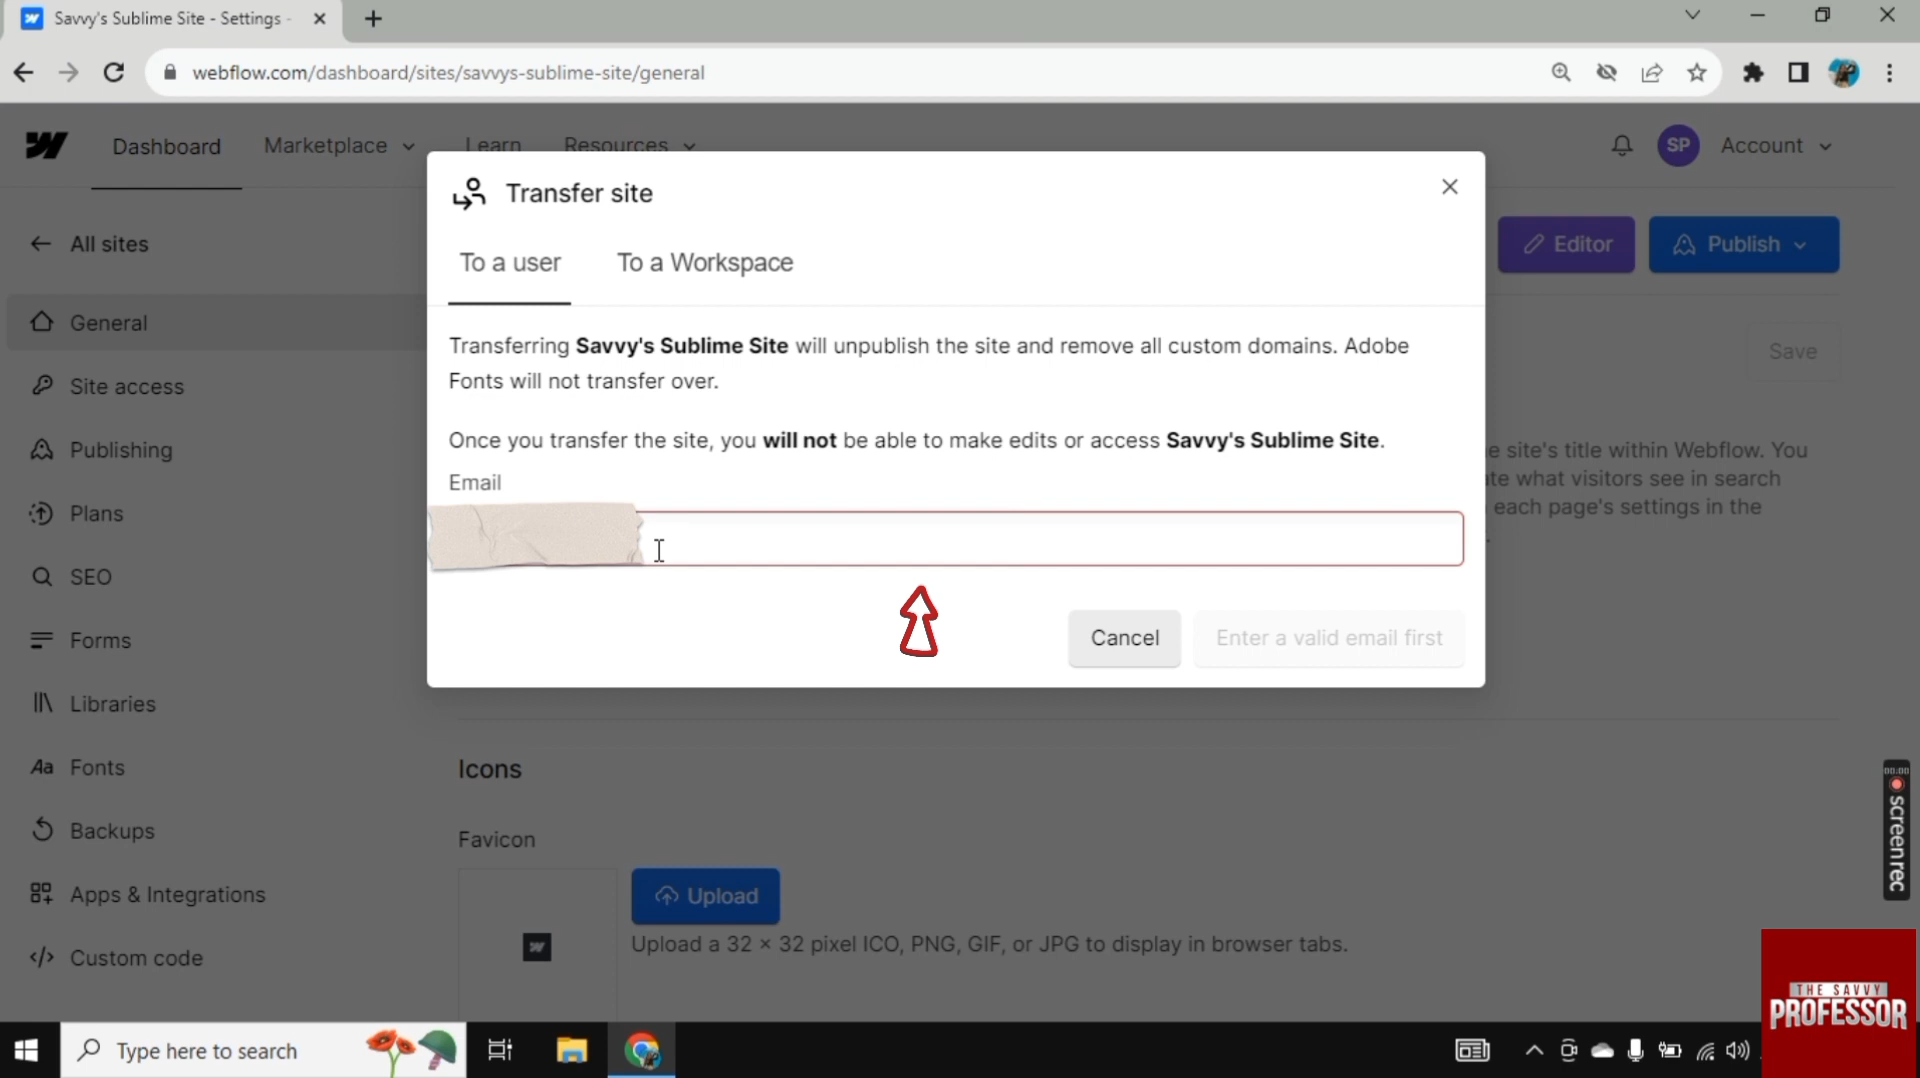 Savvy's Sublime Site - Settings -
webflow.com/dashboard/sites/savvys-sublime-site/general
Dashboard
Marketplace
Learn
Resources
SP
Account
Transfer site
All sites
To a user
To a Workspace
Editor
Publish
General
Transferring Savvy's Sublime Site will unpublish the site and remove all custom domains. Adobe
Fonts will not transfer over.
Save
Site access
Once you transfer the site, you will not be able to make edits or access Savvy's Sublime Site.
Publishing
e site's title within Webflow. You
te what visitors see in search
each page's settings in the
Email
Plans
SEO
Forms
Cancel
Enter a valid email first
Libraries
Fonts
Icons
Backups
Favicon
Apps & Integrations
Upload
Upload a 32 × 32 pixel ICO, PNG, GIF, or JPG to display in browser tabs.
Custom code
00:00
screenrec
THE SAVVY
PROFESSOR
Type here to search